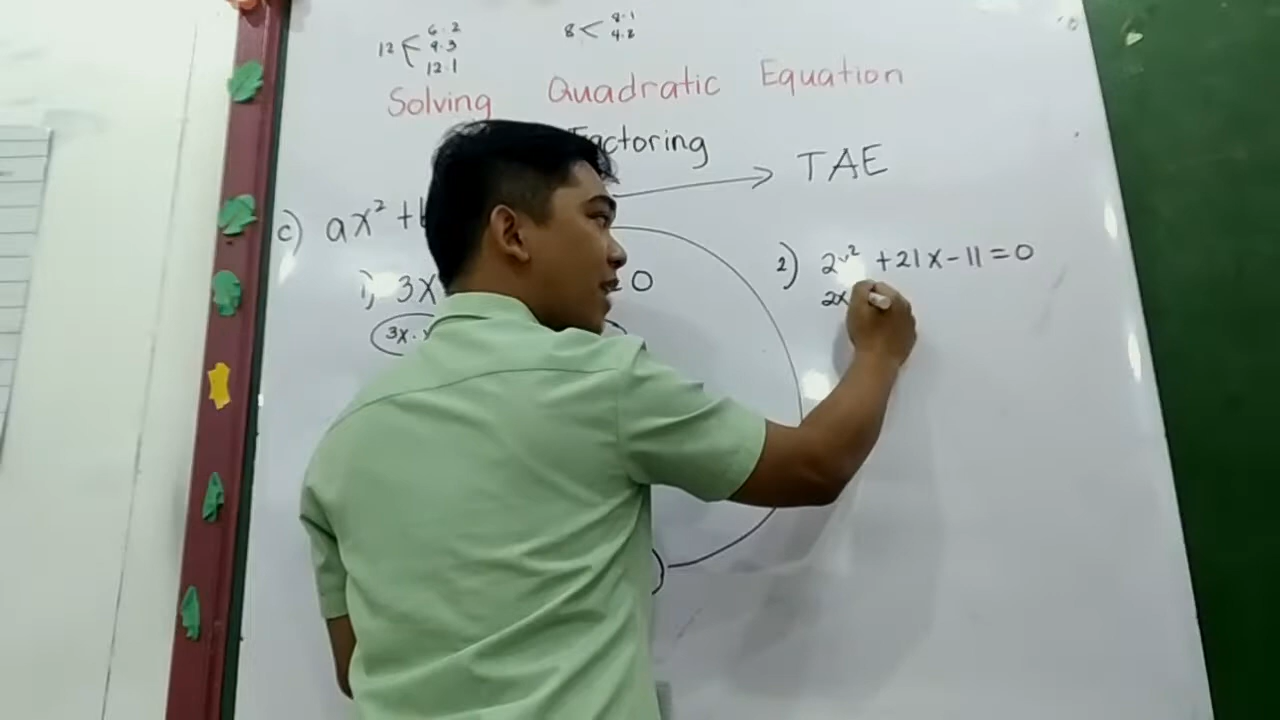 12 < 6·2
9·3
12·1
8 < 8·1
4·2
Solving Quadratic Equation
Factoring
→ TAE
c) ax² +
i) 3x = 0
3x·
2) 2x² +21x-11=0
2x